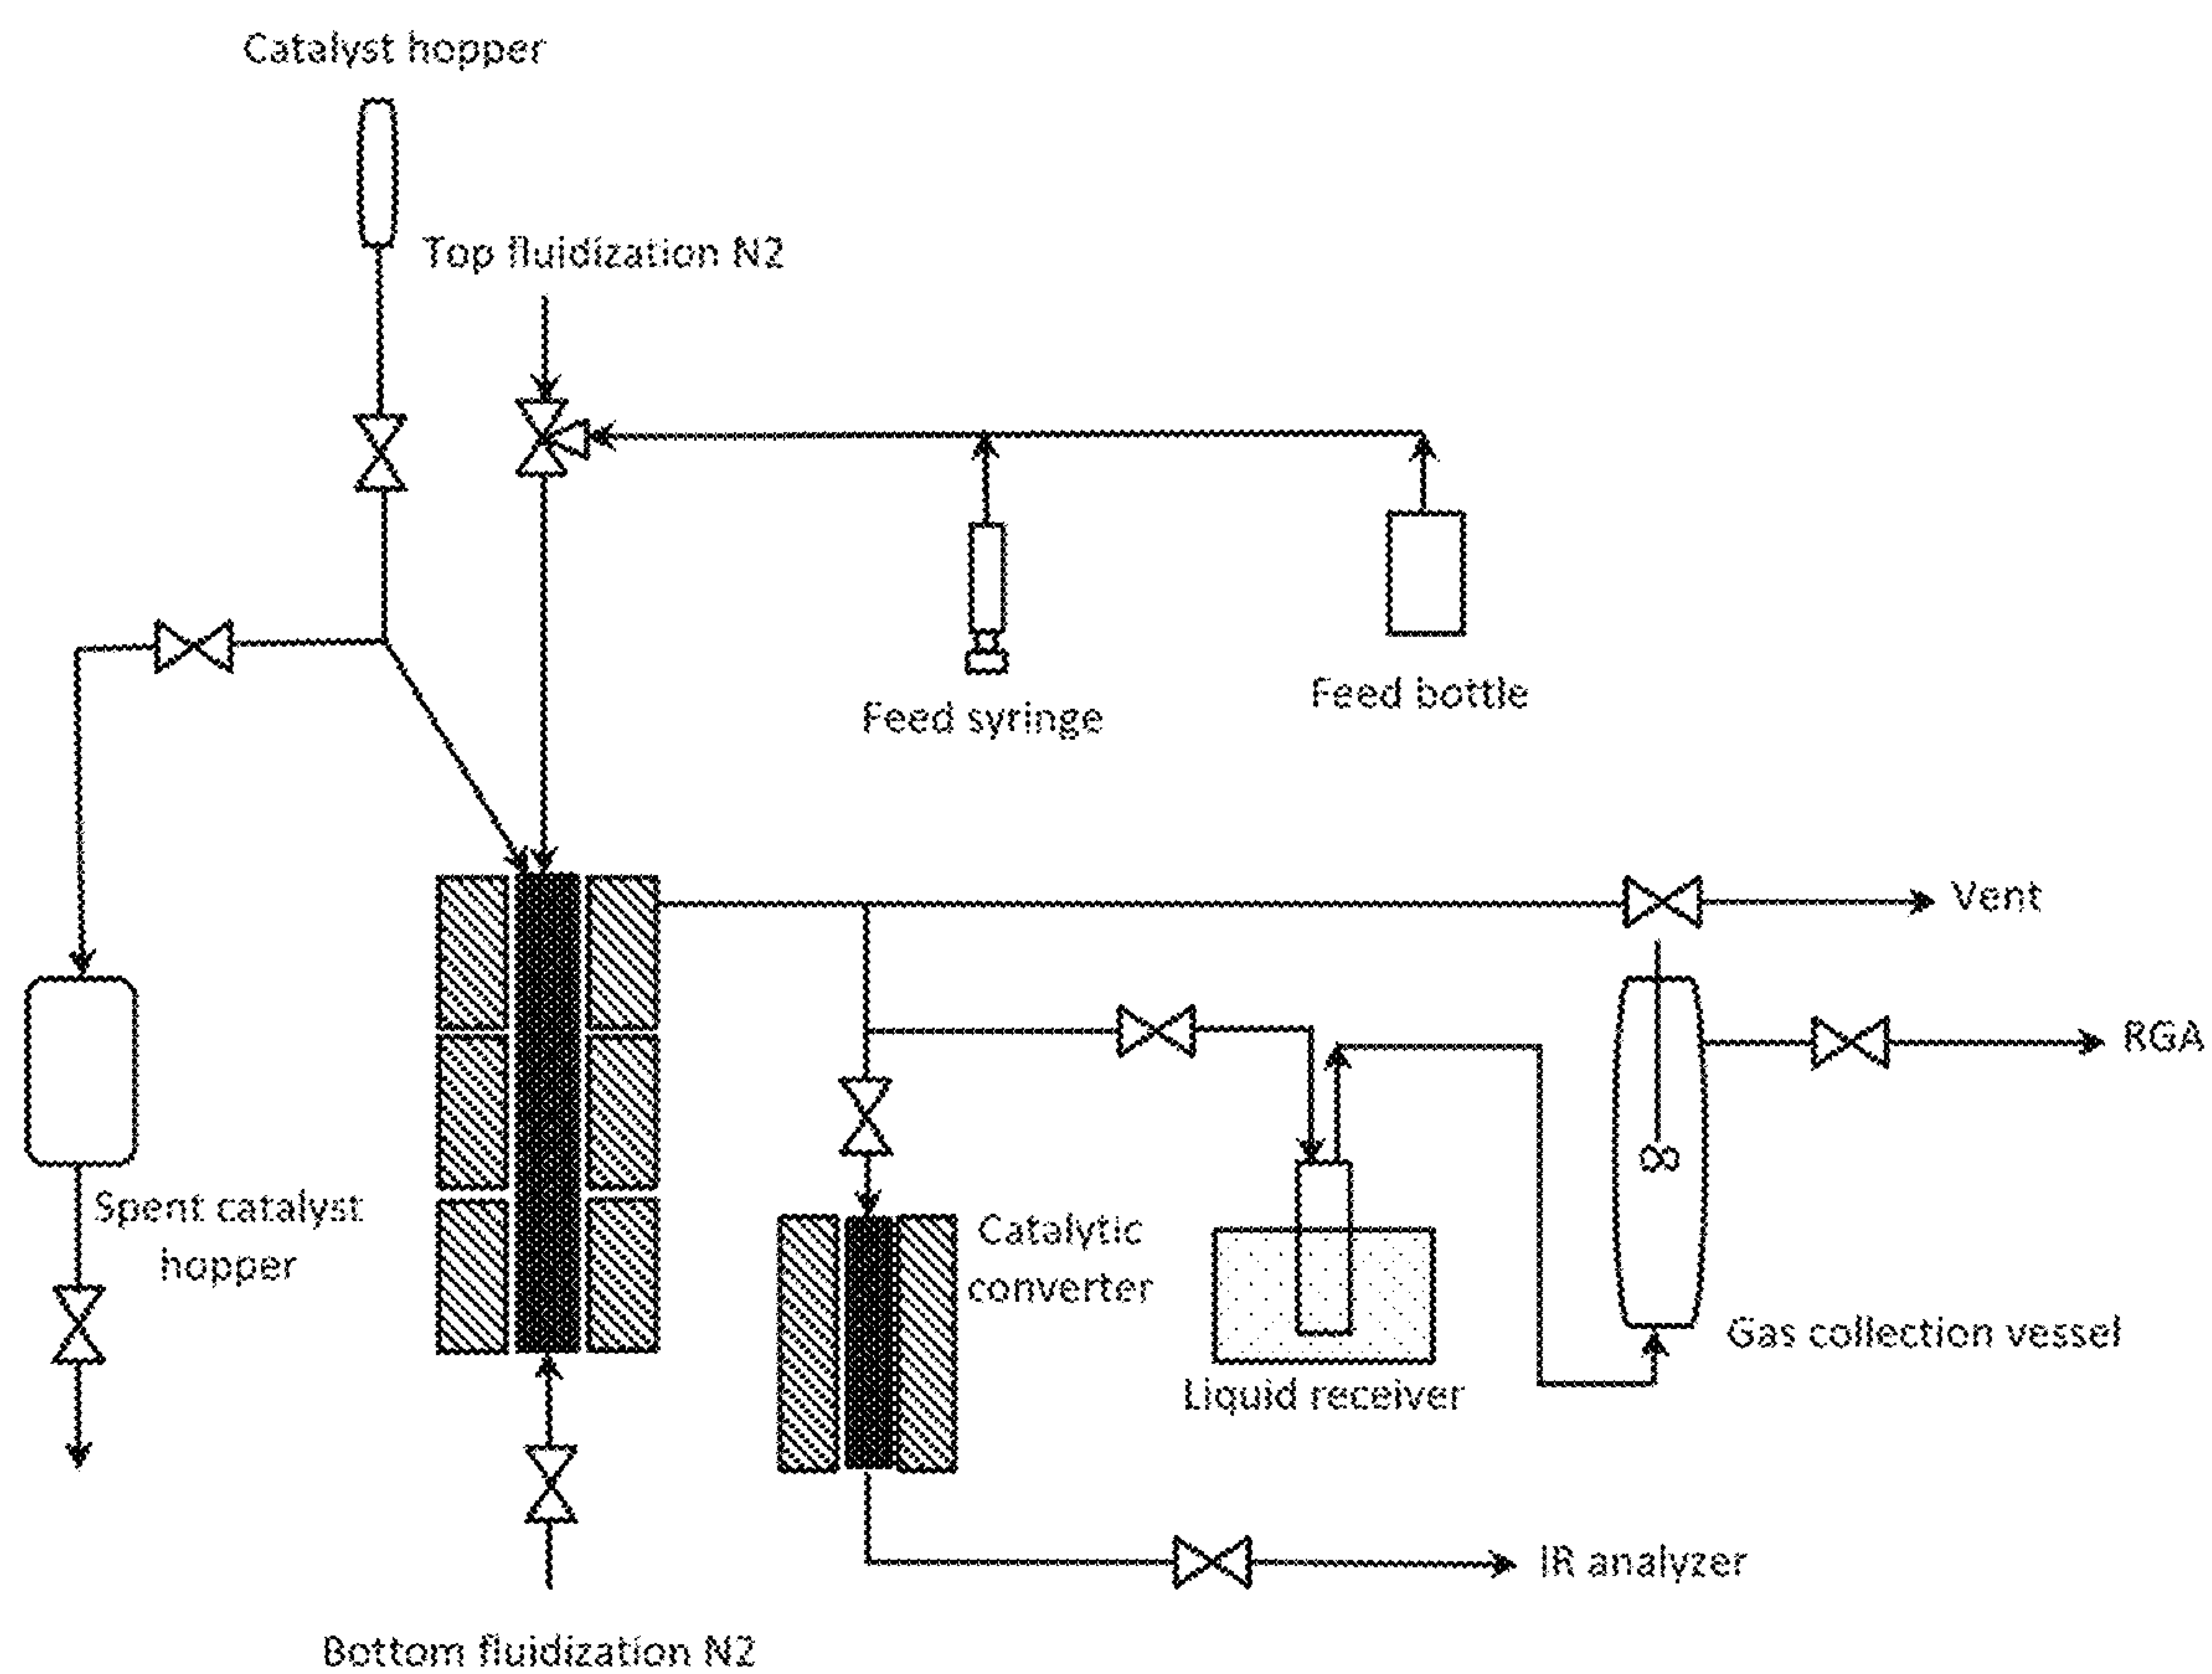 Catalyst hopper
Top fluidization N2
Feed syringe
Feed bottle
Vent
RGA
Spent catalyst
hopper
Catalytic
converter
Gas collection vessel
Liquid receiver
IR analyzer
Bottom fluidization N2